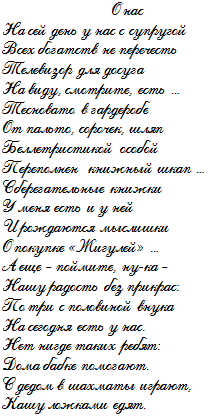 О нас
На сей день у нас с супругой
Всех богатств не перечесть
Телевизор для досуга
На виду, смотрите, есть ...
Тесновато в гардеробе
От пальто, сорочек, шляп
Беллетристикой особой
Переполнен книжный шкап ...
Сберегательные книжки
У меня есть и у ней
И рождаются мыслишки
О покупке «Жигулей» ...
А еще - поймите, ну-ка -
Нашу радость без прикрас:
По три с половиной внука
На сегодня есть у нас.
Нет нигде таких ребят:
Дома бабке помогают.
С дедом в шахматы играют,
Кашу ложками едят.